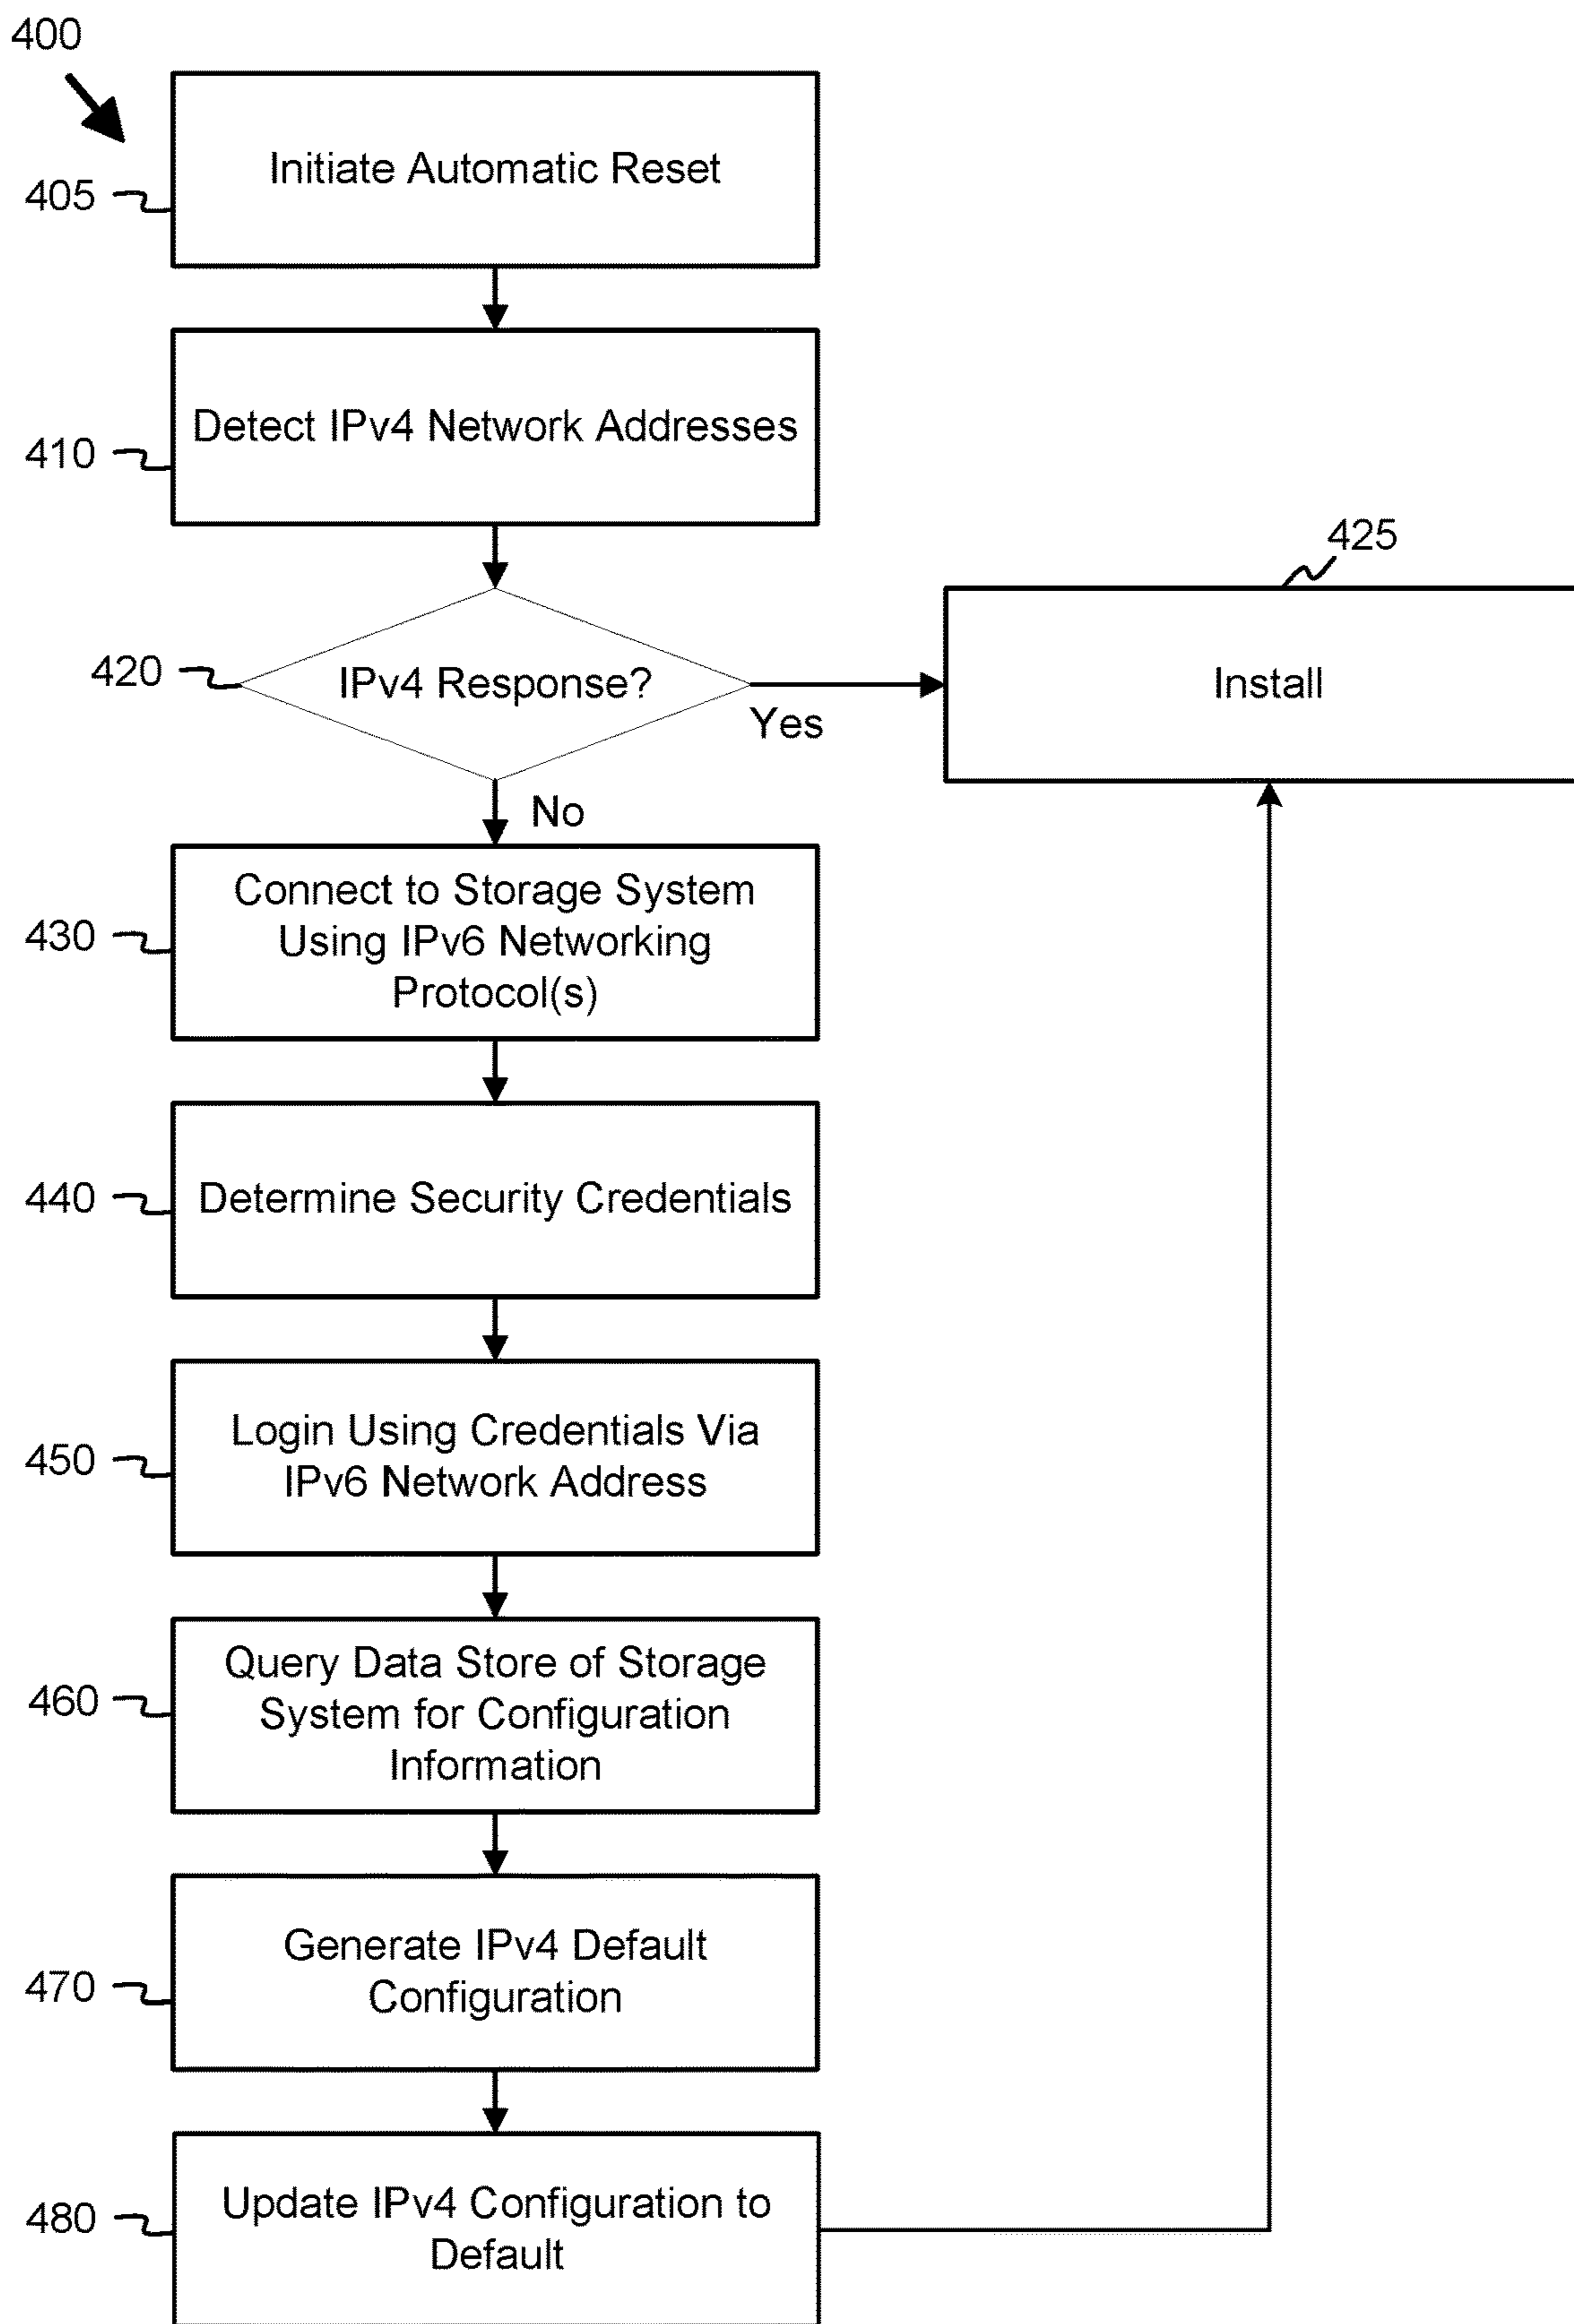 400
Initiate Automatic Reset
405
Detect IPv4 Network Addresses
410
425
420
IPv4 Response?
Yes
Install
No
Connect to Storage System
Using IPv6 Networking
Protocol(s)
430
Determine Security Credentials
440
Login Using Credentials Via
IPv6 Network Address
450
Query Data Store of Storage
System for Configuration
Information
460
Generate IPv4 Default
Configuration
470
Update IPv4 Configuration to
Default
480